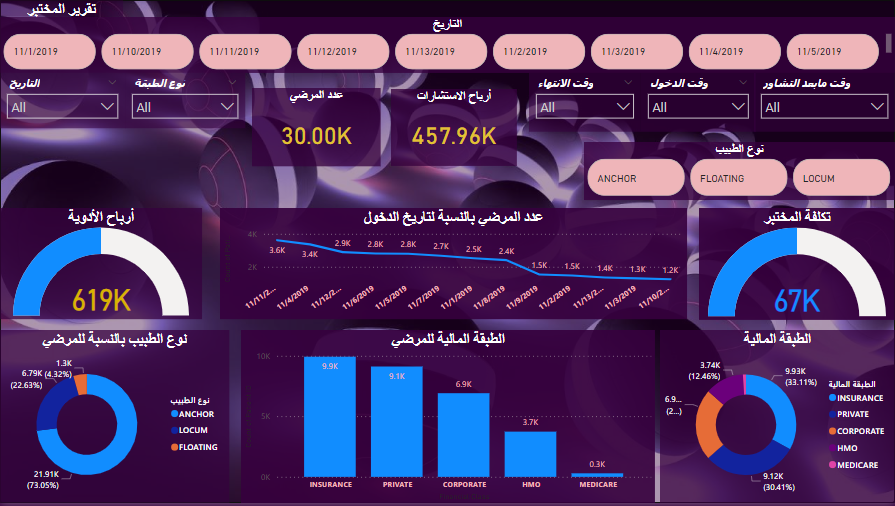 تقرير المختبر
التاريخ
11/1/2019 11/10/2019 11/11/2019 11/12/2019 11/13/2019 11/2/2019 11/3/2019 11/4/2019 11/5/2019
التاريخ
All
نوع الطبقة
All
عدد المرضي
30.00K
أرباح الاستشارات
457.96K
وقت الانتهاء
All
وقت الدخول
All
وقت مابعد التشاور
All
نوع الطبيب
ANCHOR FLOATING LOCUM
أرباح الأدوية
619K
عدد المرضي بالنسبة لتاريخ الدخول
4K
2K
3.6K 3.4K 2.9K 2.8K 2.8K 2.7K 2.5K 2.4K 1.5K 1.5K 1.4K 1.3K 1.2K
11/11/2... 11/4/2019 11/12/2... 11/6/2019 11/5/2019 11/7/2019 11/1/2019 11/8/2019 11/9/2019 11/2/2019 11/13/2... 11/3/2019 11/10/2...
تكلفة المختبر
67K
نوع الطبيب بالنسبة للمرضي
1.3K
(4.32%)
6.79K
(22.63%)
21.91K
(73.05%)
نوع الطبيب
ANCHOR
LOCUM
FLOATING
الطبقة المالية للمرضي
10K
5K
0K
9.9K 9.1K 6.9K 3.7K 0.3K
INSURANCE PRIVATE CORPORATE HMO MEDICARE
الطبقة المالية
3.74K
(12.46%)
9.93K
(33.11%)
6.9...
(2...)
9.12K
(30.41%)
الطبقة المالية
INSURANCE
PRIVATE
CORPORATE
HMO
MEDICARE